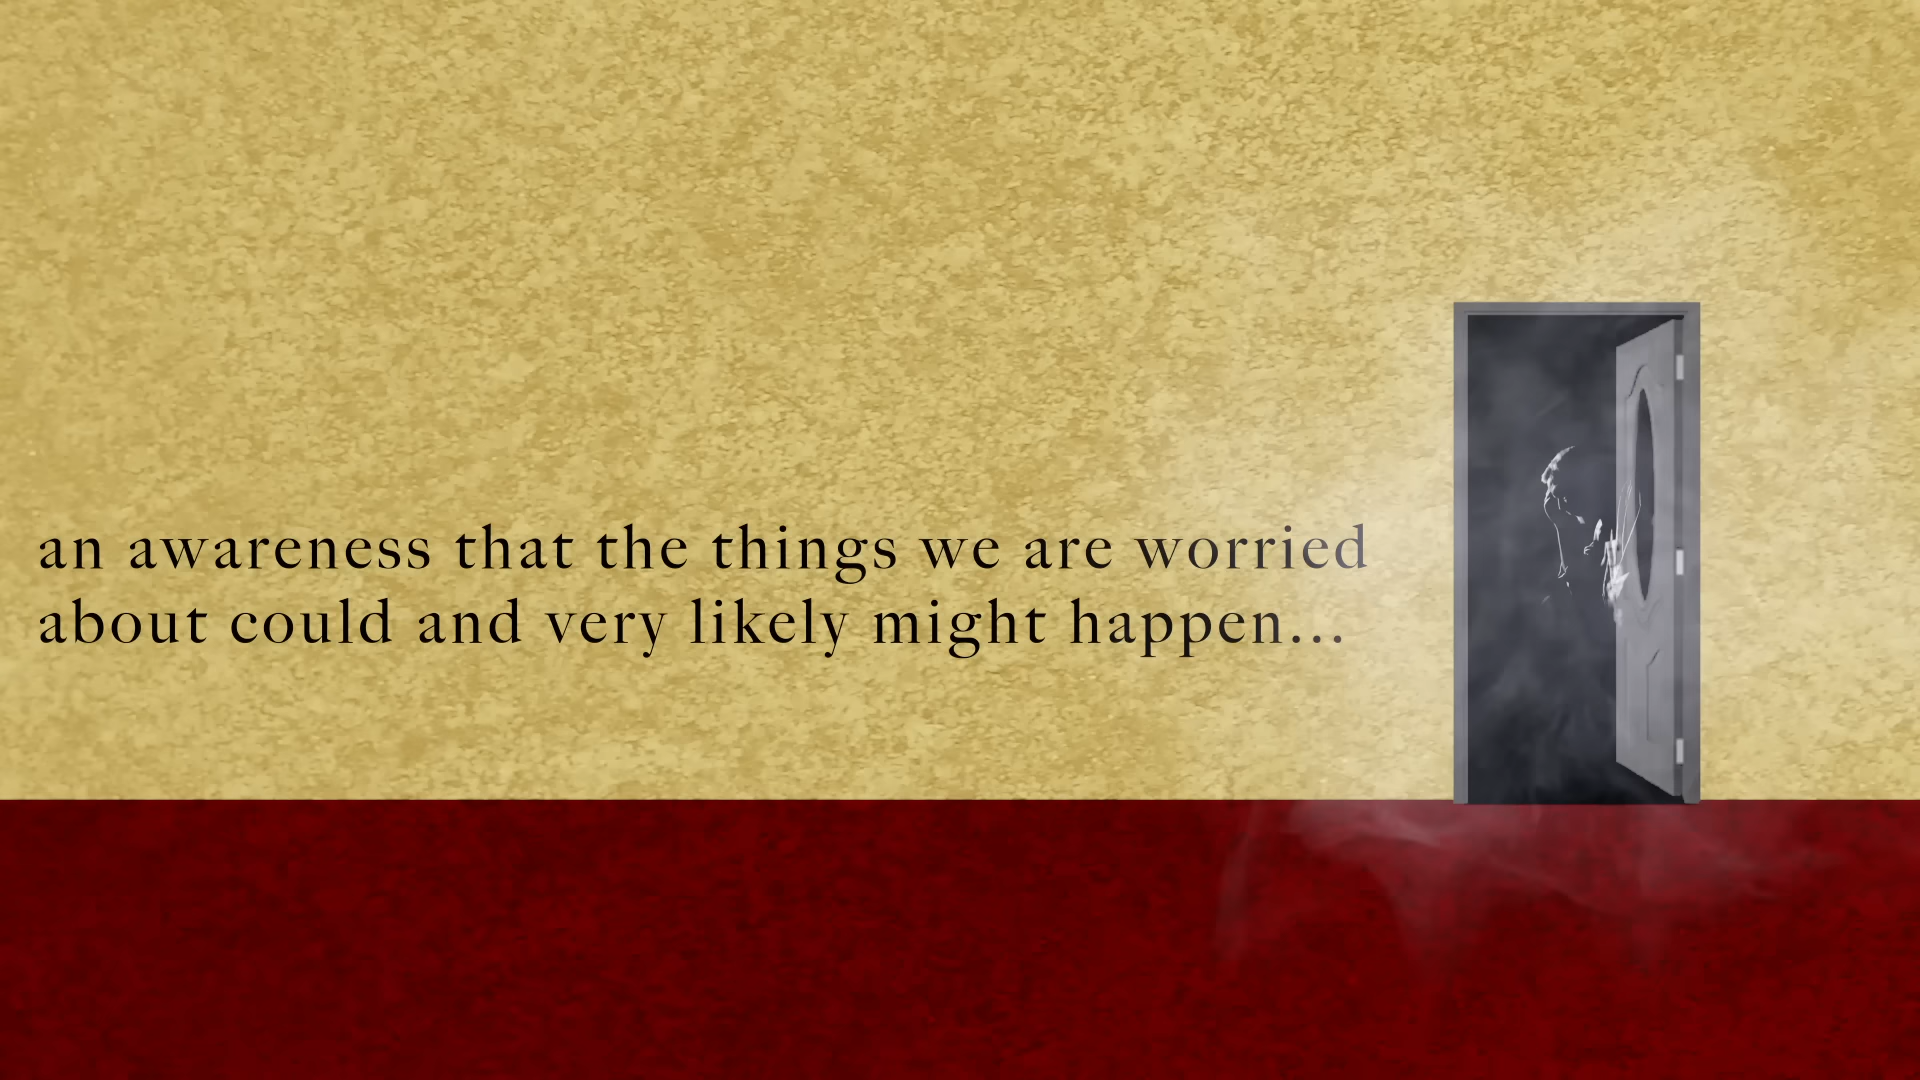 an awareness that the things we are worried
about could and very likely might happen...